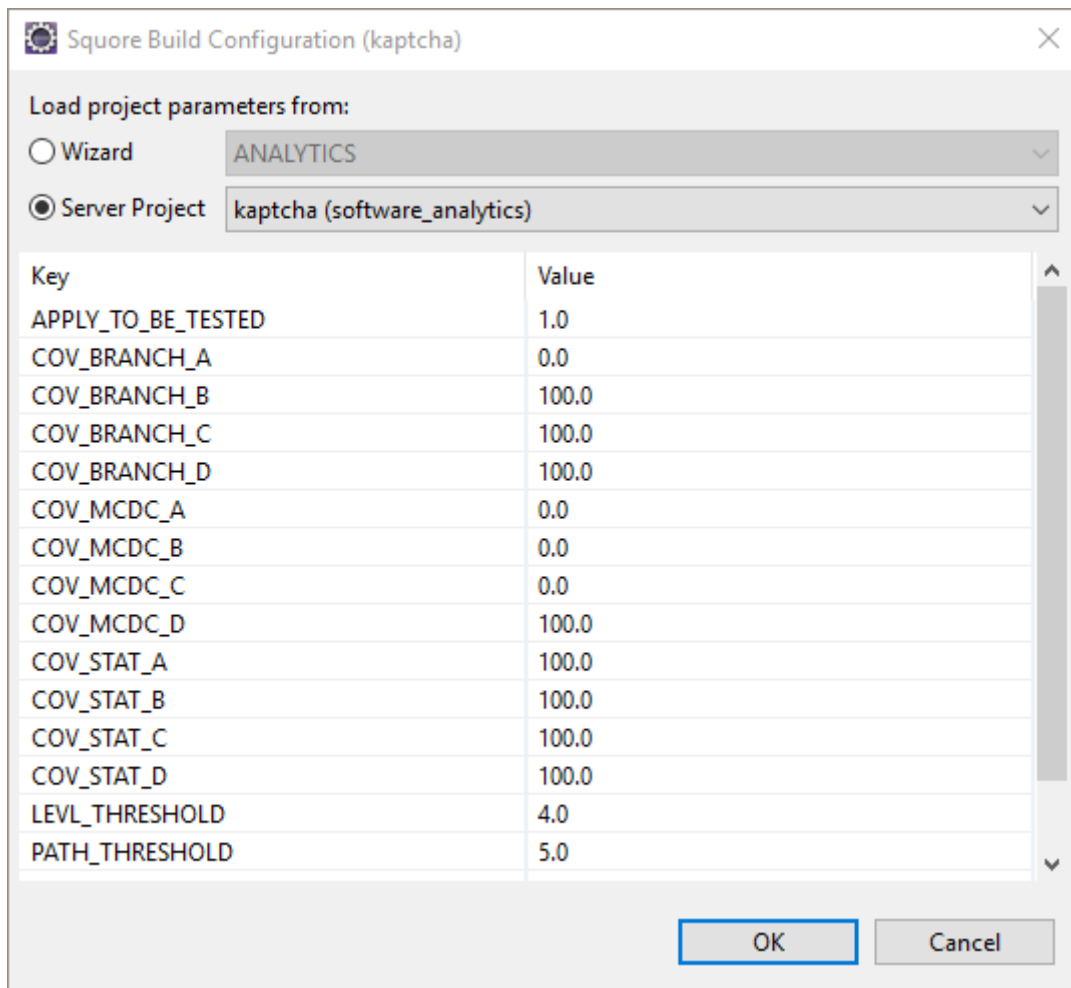 Squore Build Configuration (kaptcha)
Load project parameters from:
Wizard ANALYTICS
Server Project kaptcha (software_analytics)
Key Value
APPLY_TO_BE_TESTED 1.0
COV_BRANCH_A 0.0
COV_BRANCH_B 100.0
COV_BRANCH_C 100.0
COV_BRANCH_D 100.0
COV_MCDC_A 0.0
COV_MCDC_B 0.0
COV_MCDC_C 0.0
COV_MCDC_D 100.0
COV_STAT_A 100.0
COV_STAT_B 100.0
COV_STAT_C 100.0
COV_STAT_D 100.0
LEVL_THRESHOLD 4.0
PATH_THRESHOLD 5.0
OK Cancel